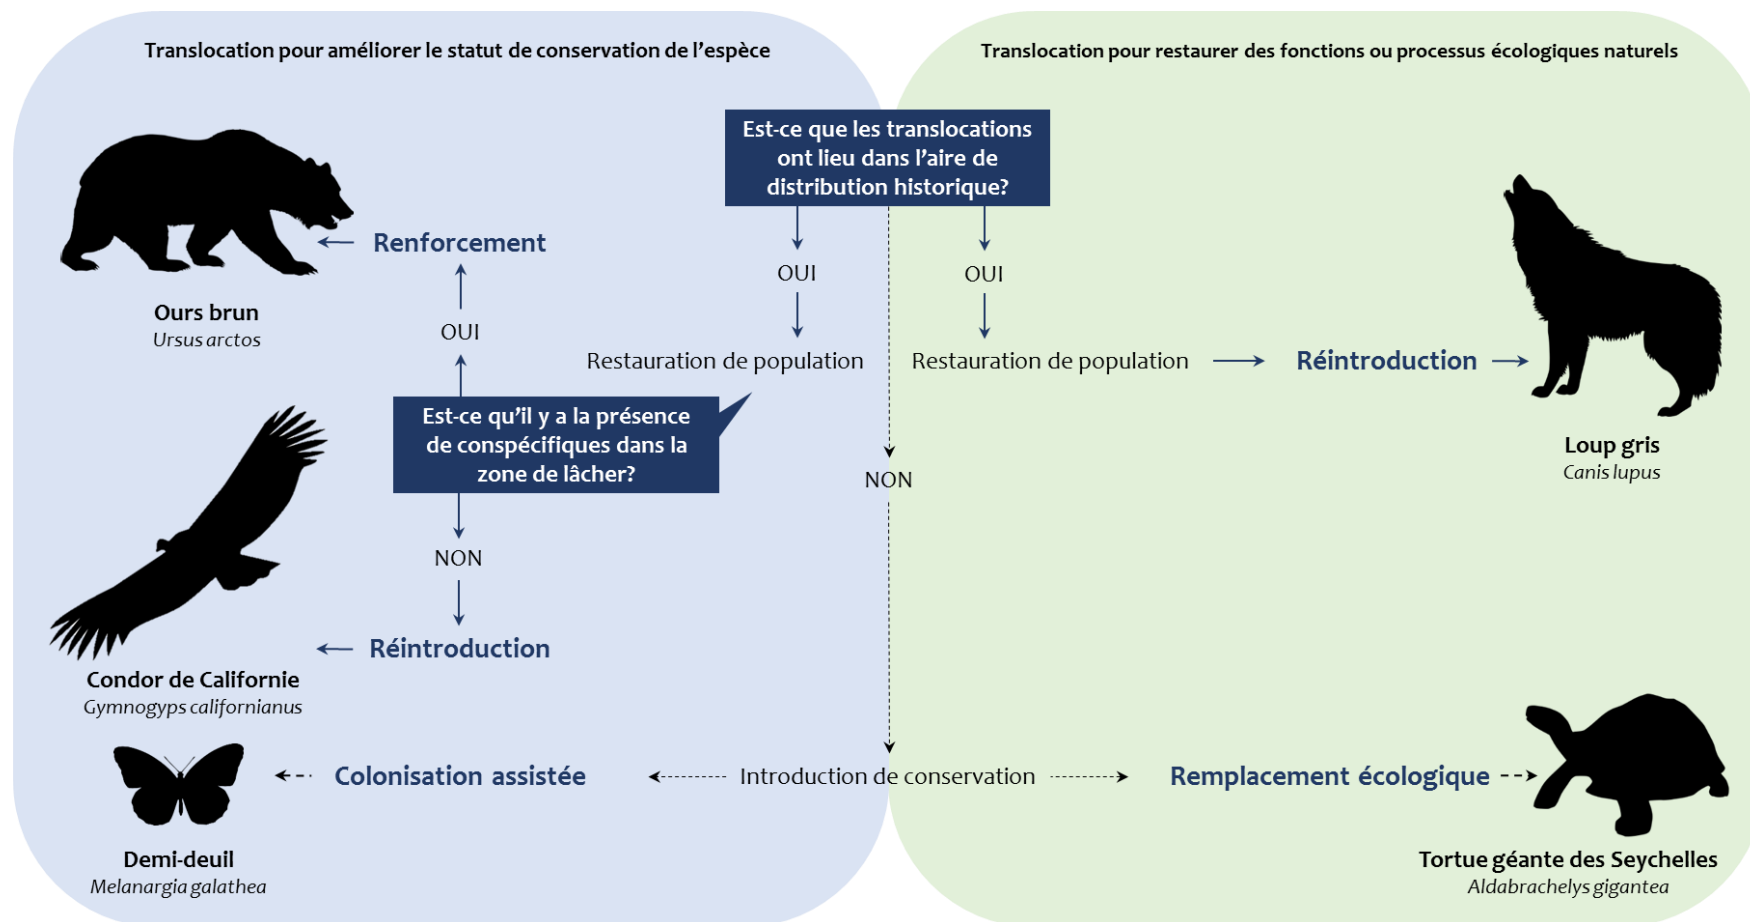 Translocation pour améliorer le statut de conservation de l’espèce
Translocation pour restaurer des fonctions ou processus écologiques naturels
Est-ce que les translocations
ont lieu dans l’aire de
distribution historique?
Renforcement
OUI
OUI
Ours brun
Ursus arctos
OUI
Restauration de population
Restauration de population
Réintroduction
Est-ce qu’il y a la présence
de conspécifiques dans la
zone de lâcher?
Loup gris
Canis lupus
NON
NON
Réintroduction
Condor de Californie
Gymnogyps californianus
Colonisation assistée
Introduction de conservation
Remplacement écologique
Demi-deuil
Melanargia galathea
Tortue géante des Seychelles
Aldabrachelys gigantea